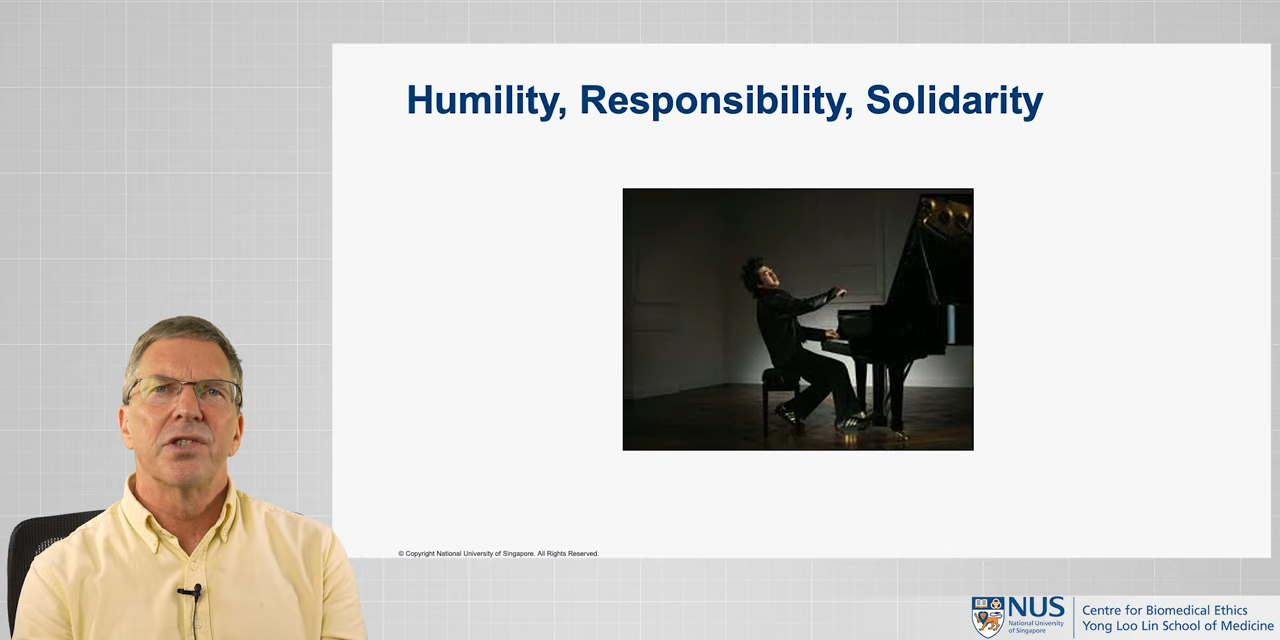 Humility, Responsibility, Solidarity
© Copyright National University of Singapore. All Rights Reserved.
NUS
National University
of Singapore
Centre for Biomedical Ethics
Yong Loo Lin School of Medicine